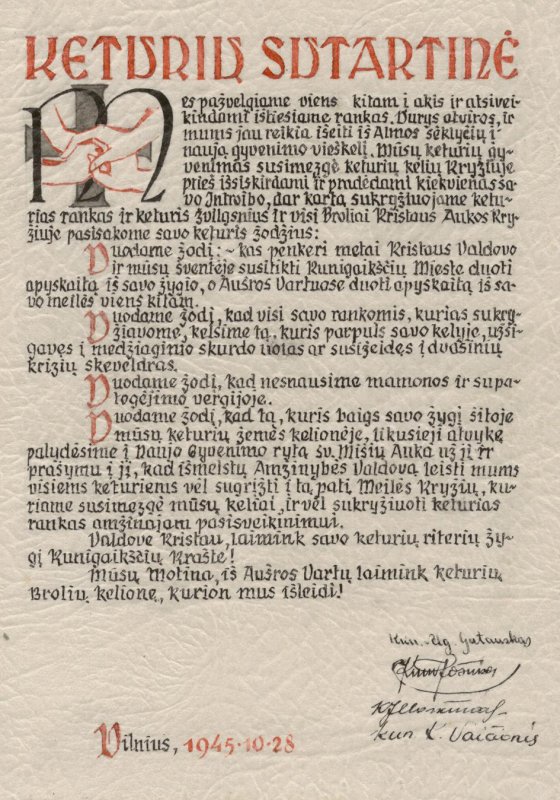 KETURIŲ SUTARTINĖ
Mes pažvelgiame viens kitam į akis ir atsivei-
kindami ištiesiame rankas. Durys atviros, ir
mums jau reikia išeiti iš Almos sėklyčių į
naują gyvenimo vieškelį. Mūsų keturių gy-
venimas susimezgė keturių kelių Kryžiuje
prieš išsiskirdami ir pradėdami kiekvienas sa-
vo Introibo, dar kartą sukryžiuojame ketu-
rias rankas ir keturis žvilgsnius ir visi Broliai Kristaus Aukos Kry-
žiuje pasisakome savo keturis žodžius:
Duodame žodį: ~ kas penkeri metai Kristaus Valdovo
ir mūsų šventėje susitikti Kunigaikščių Mieste duoti
apyskaitą iš savo žygio, o Aušros Vartuose duoti apyskaitą iš sa-
vo meilės viens kitam.
Duodame žodį, kad visi savo rankomis, kurias sukry-
žiavome, kelsime tą, kuris parpuls savo kelyje, užsi-
gavęs į medžiaginio skurdo uolas ar susižeidęs į dvasinių
krizių skeveldras.
Duodame žodį, kad nesnausime mamonos ir supa-
togėjimo vergijoje.
Duodame žodį, kad tą, kuris baigs savo žygį šitoje
mūsų keturių žemės kelionėje, likusieji atvykę
palydėsime į Naujo Gyvenimo rytą šv. Mišių Auka už jį ir
prašymu į jį, kad išmelstų Amžinybės Valdovą leisti mums
visiems keturiems vėl sugrįžti į tą patį Meilės Kryžių, ku-
riame susimezgė mūsų keliai, ir vėl sukryžiuoti keturias
rankas amžinajam pasisveikinimui.
Valdove Kristau, laimink savo keturių riterių žy-
gį Kunigaikščių Krašte!
Mūsų Motina, iš Aušros Vartų laimink keturių
Brolių kelionę, kurion mus išleidi!
kun. Alg. Gutauskas
kun. K. Vaičionis
Vilnius, 1945·10·28